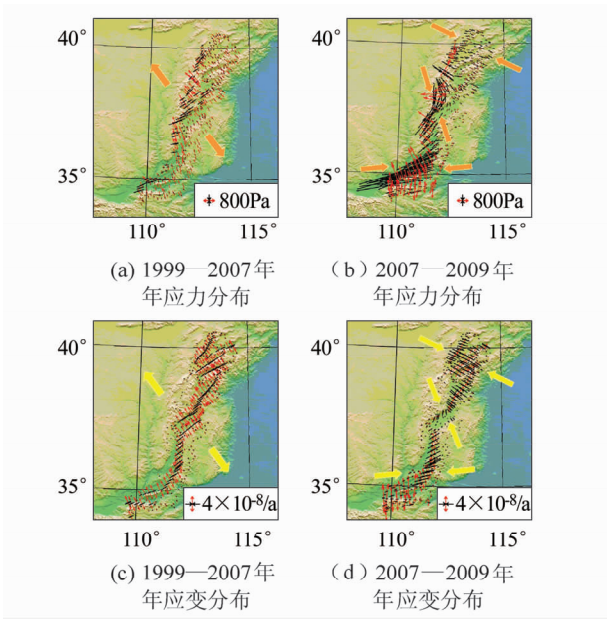 40°
35°
800Pa
110°
115°
(a) 1999—2007年
年应力分布
40°
35°
800Pa
110°
115°
（b）2007—2009年
年应力分布
40°
35°
4×10-8/a
110°
115°
(c) 1999—2007年
年应变分布
40°
35°
4×10-8/a
110°
115°
（d）2007—2009年
年应变分布